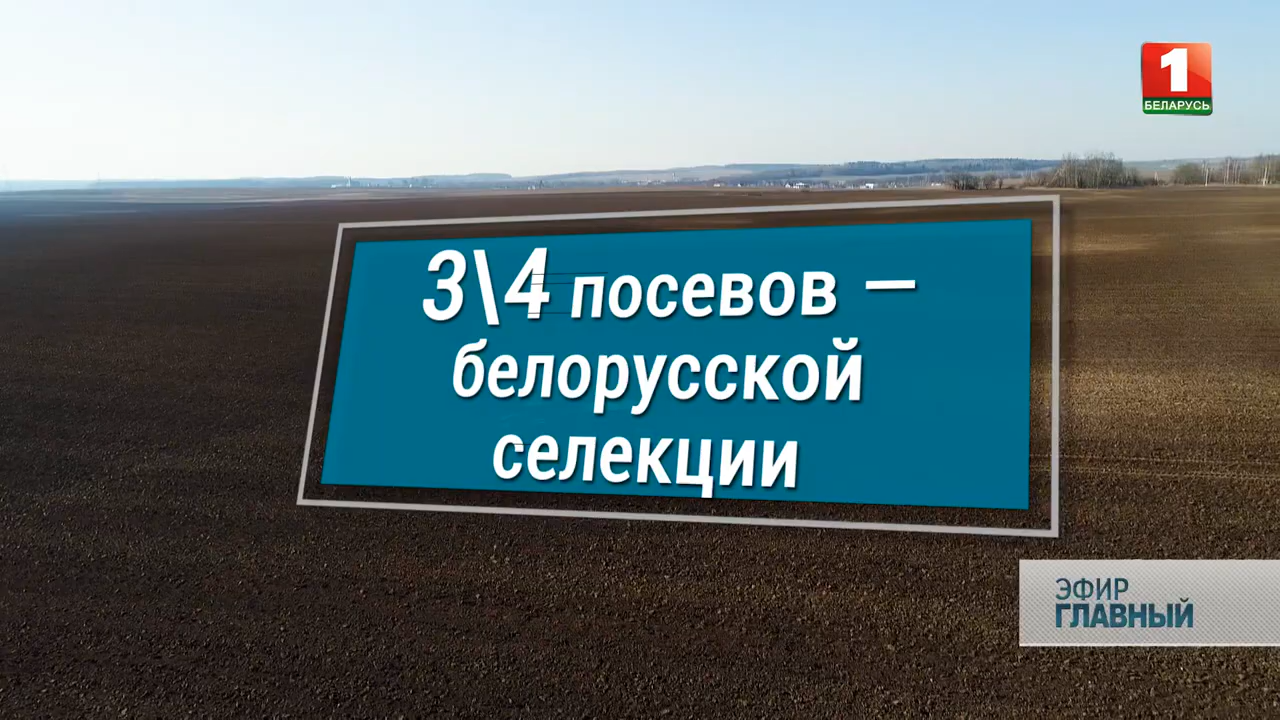 1
БЕЛАРУСЬ
3\4 посевов –
белорусской
селекции
ЭФИР
ГЛАВНЫЙ